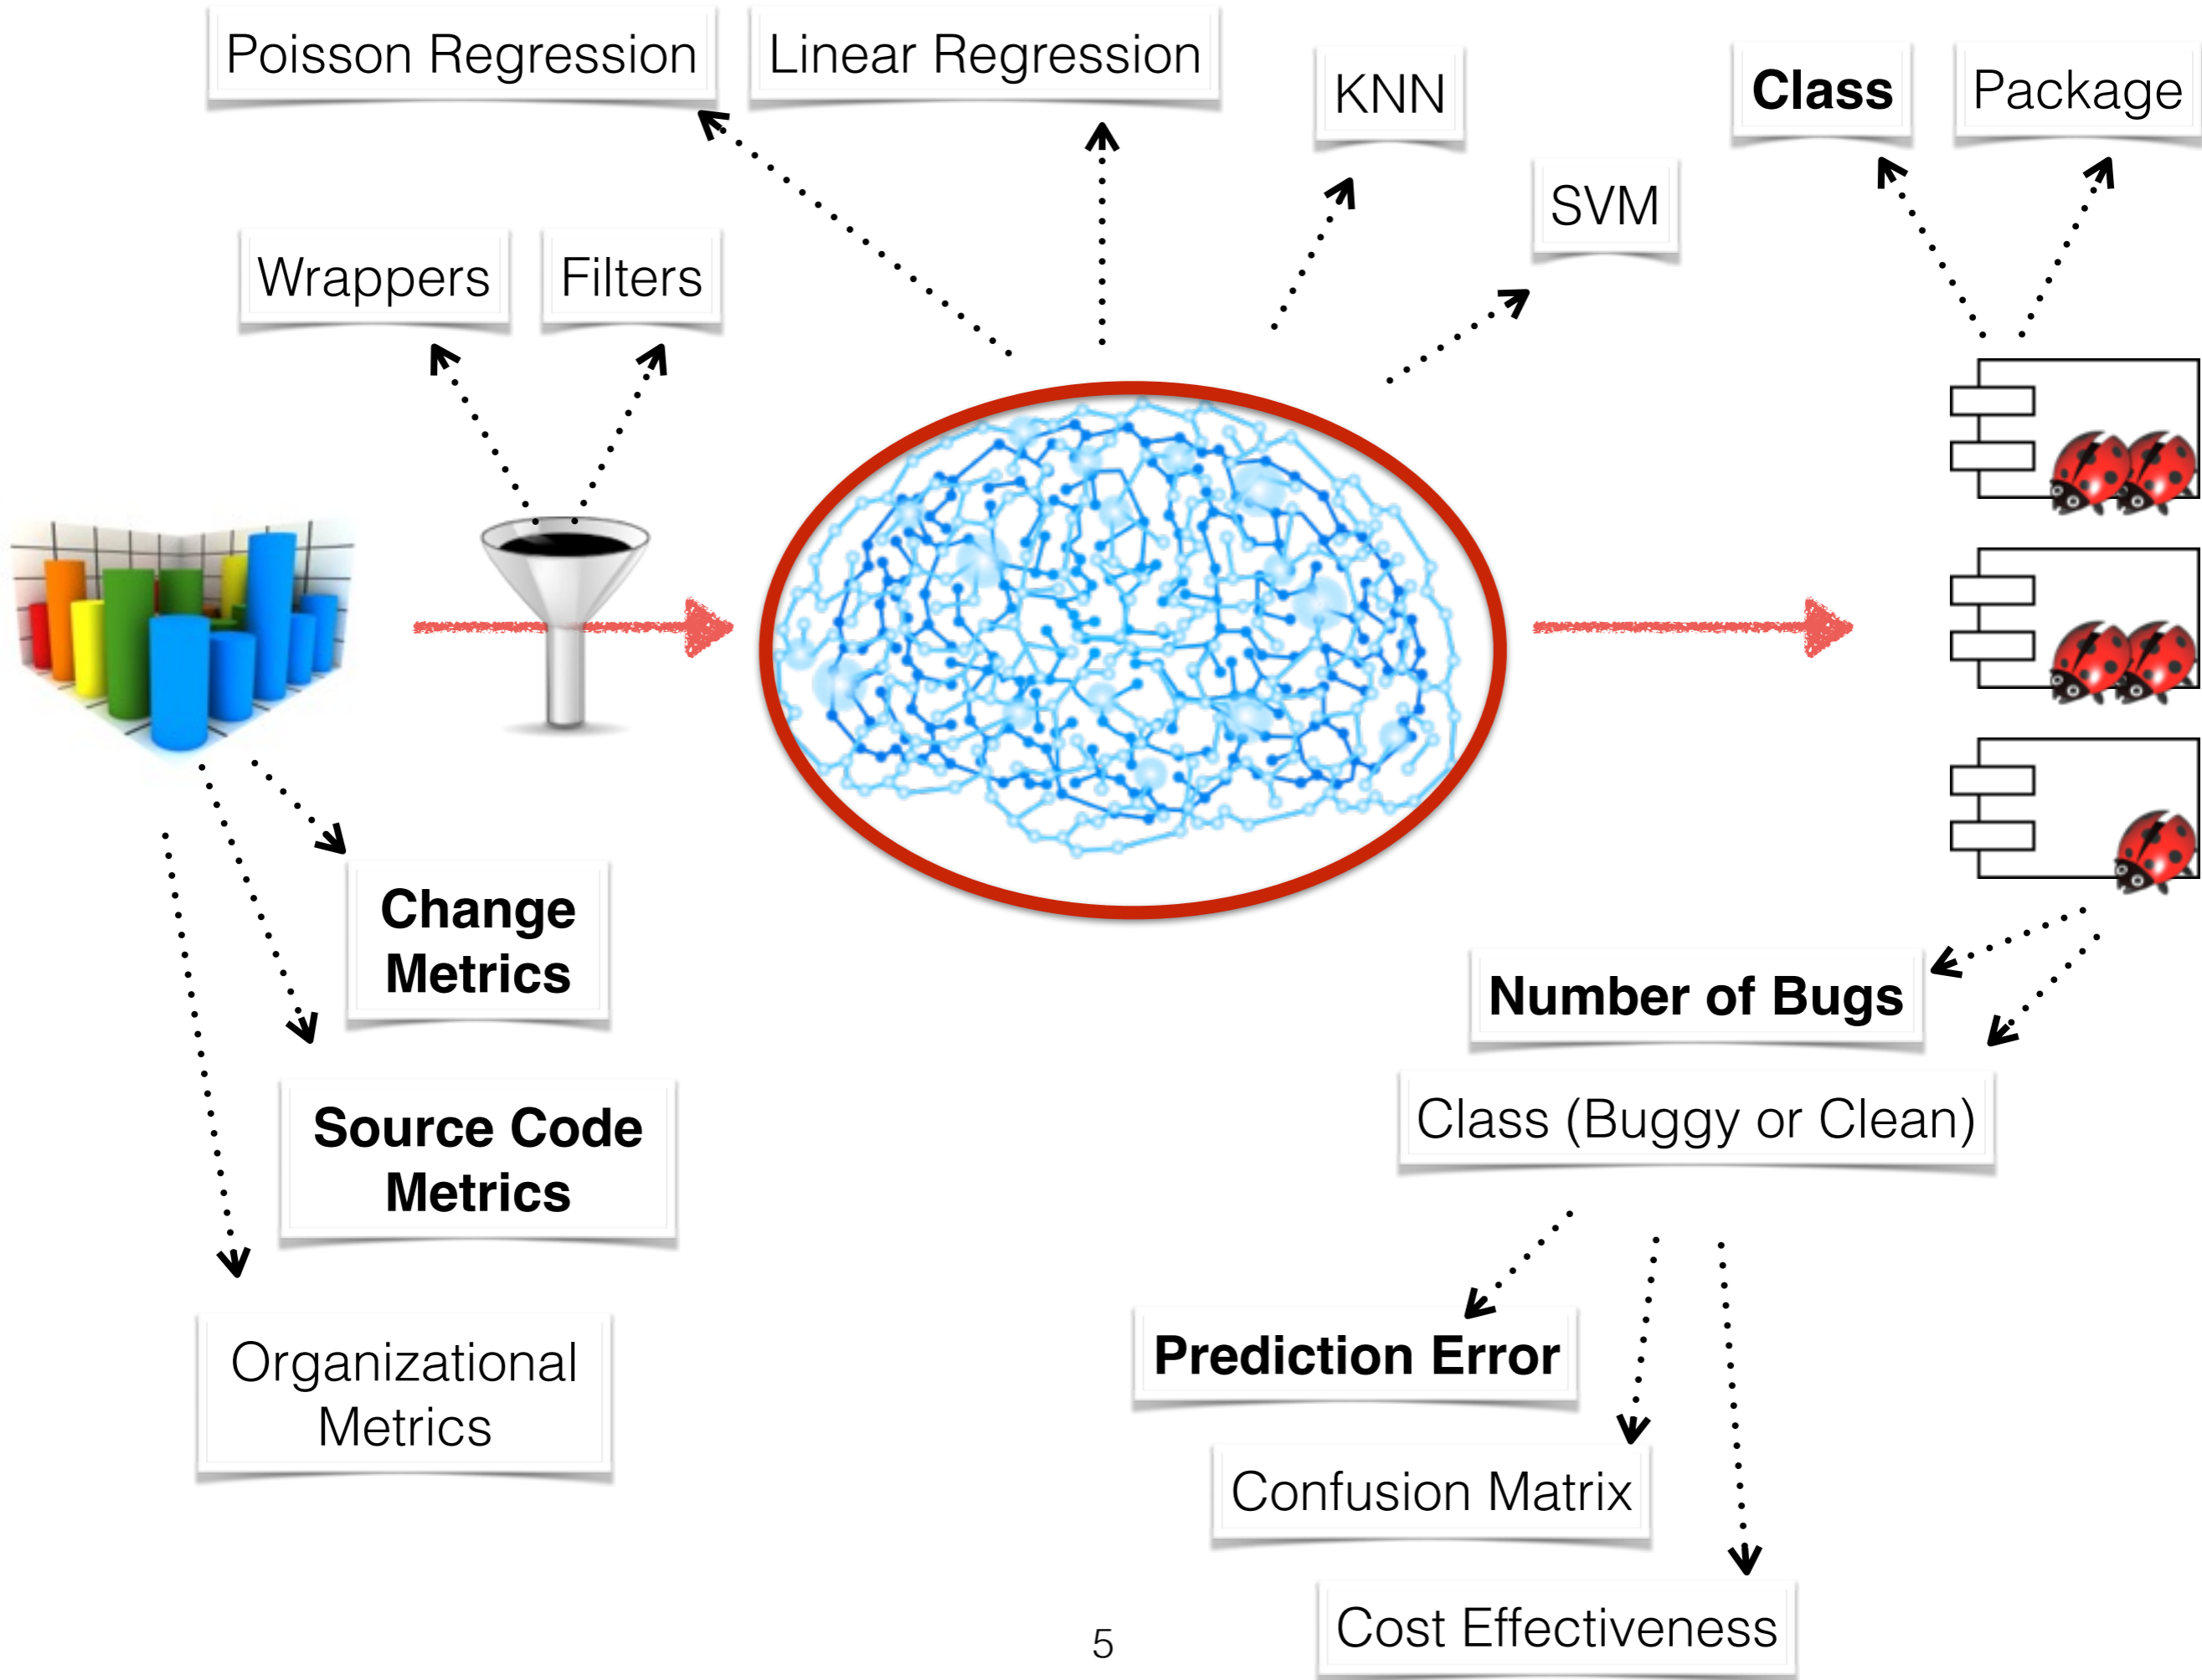 Poisson Regression
Linear Regression
KNN
Class
Package
SVM
Wrappers
Filters
Change
Metrics
Number of Bugs
Source Code
Metrics
Class (Buggy or Clean)
Organizational
Metrics
Prediction Error
Confusion Matrix
Cost Effectiveness
5